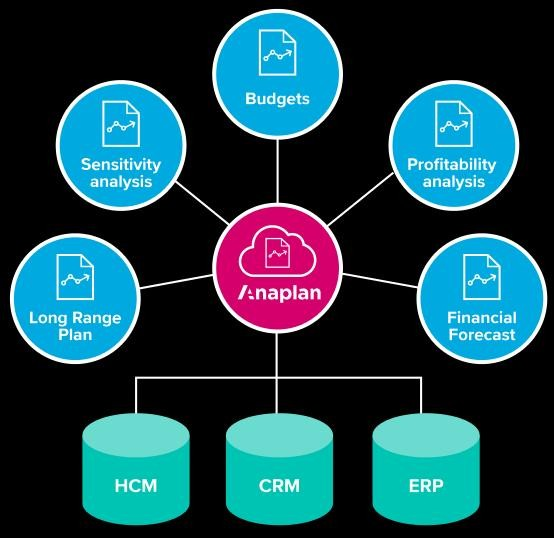 Budgets
Sensitivity
analysis
Profitability
analysis
Anaplan
Long Range
Plan
Financial
Forecast
HCM
CRM
ERP